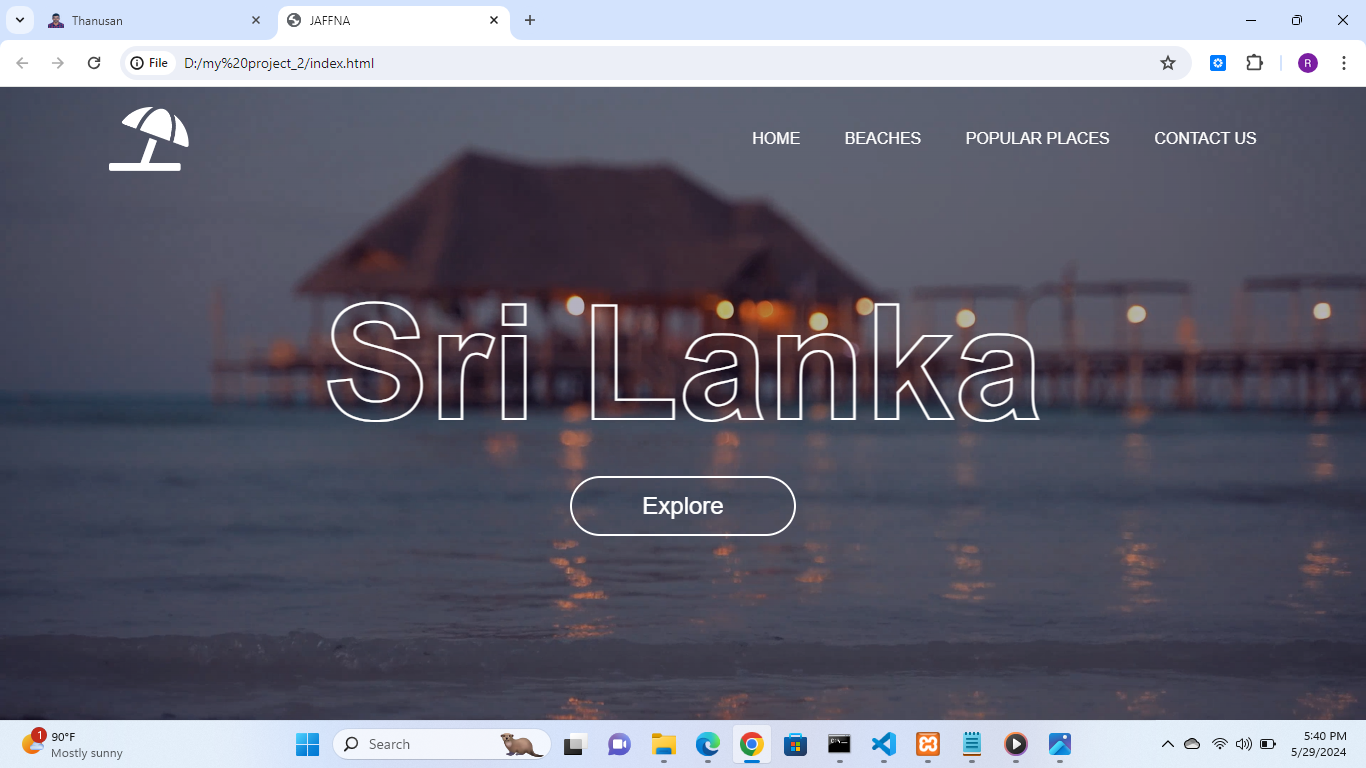 Thanusan
JAFFNA
File
D:/my%20project_2/index.html
R
HOME
BEACHES
POPULAR PLACES
CONTACT US
Sri Lanka
Explore
1
90°F
Mostly sunny
Search
5:40 PM
5/29/2024